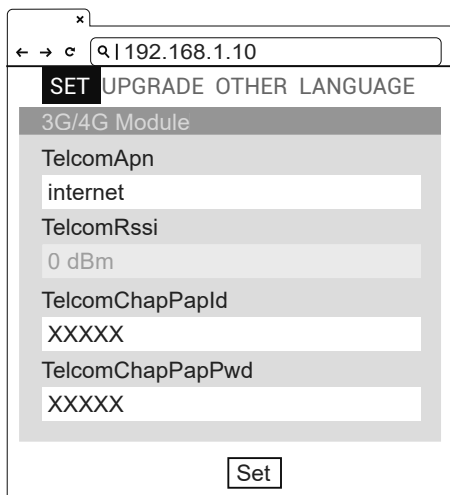 192.168.1.10
SET UPGRADE OTHER LANGUAGE
3G/4G Module
TelcomApn
internet
TelcomRssi
0 dBm
TelcomChapPapId
XXXXX
TelcomChapPapPwd
XXXXX
Set